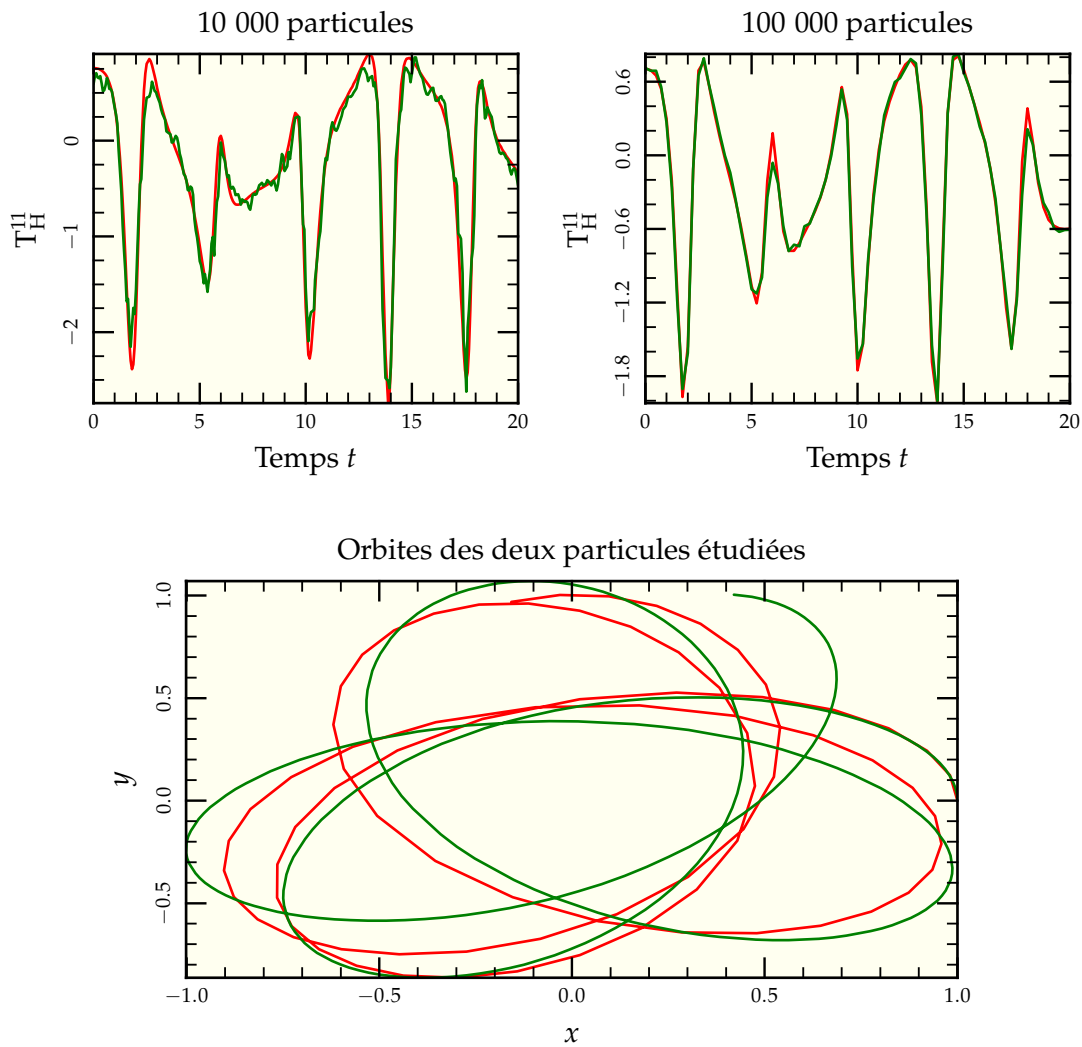 10 000 particules
100 000 particules
T_H^11
0
−1
−2
0 5 10 15 20
Temps t
T_H^11
0.6
0.0
−0.6
−1.2
−1.8
0 5 10 15 20
Temps t
Orbites des deux particules étudiées
y
1.0
0.5
0.0
−0.5
−1.0 −0.5 0.0 0.5 1.0
x